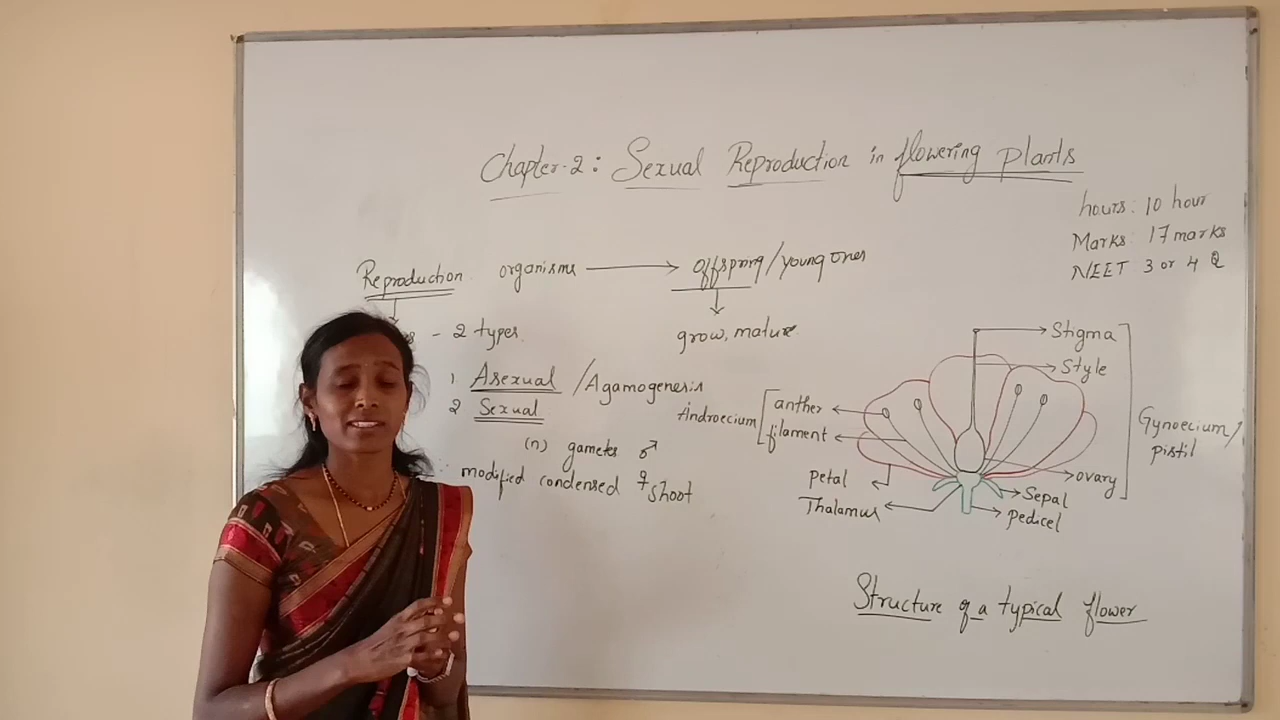 Chapter-2: Sexual Reproduction in flowering plants
hours: 10 hour
Marks: 17 marks
NEET 3 or 4 Q
Reproduction organisms → offspring/young ones
- 2 types.
grow, mature
1 Asexual /Agamogenesis
2 Sexual
(n) gametes ♂
♀
modified condensed shoot
Stigma
Style
Androecium
anther
filament
Gynoecium/
pistil
petal
Thalamus
ovary
Sepal
pedicel
Structure of a typical flower